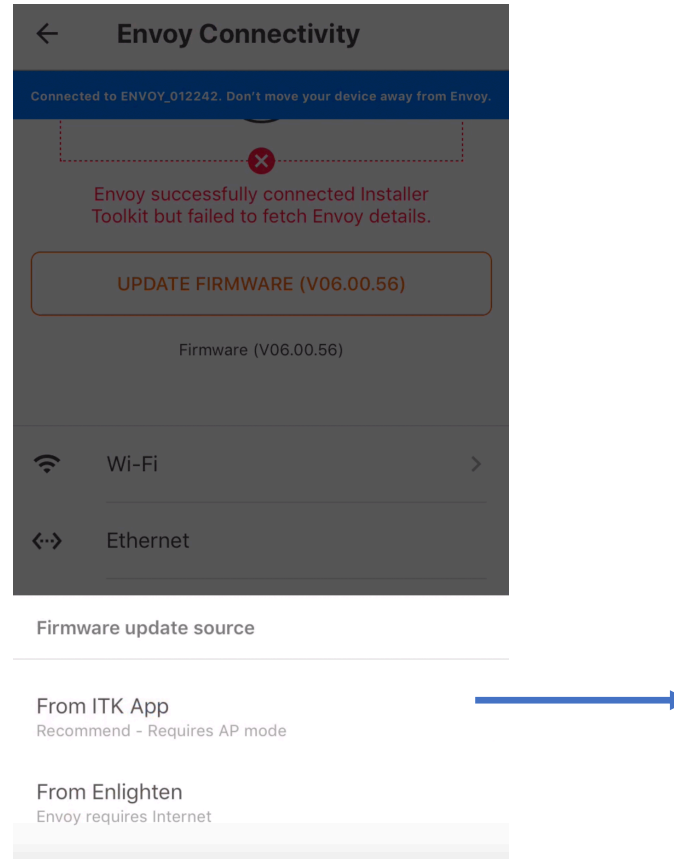 Envoy Connectivity
Connected to ENVOY_012242. Don't move your device away from Envoy.
Envoy successfully connected Installer
Toolkit but failed to fetch Envoy details.
UPDATE FIRMWARE (V06.00.56)
Firmware (V06.00.56)
Wi-Fi
Ethernet
Firmware update source
From ITK App
Recommend - Requires AP mode
From Enlighten
Envoy requires Internet